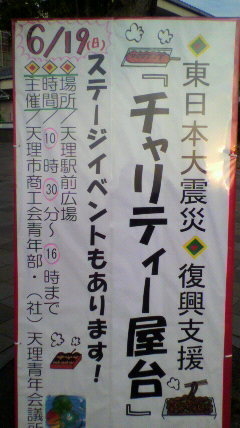 東日本大震災◆復興支援
『チャリティー屋台』
6/19(日)
ステージイベントもあります!
場所/天理駅前広場
時間/10時30分〜16時まで
主催/天理市商工会青年部・(社)天理青年会議所